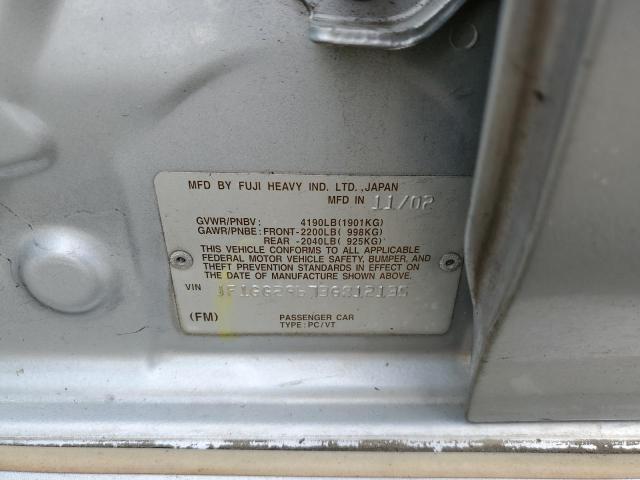 MFD BY FUJI HEAVY IND. LTD.,JAPAN
MFD IN 11/02
GVWR/PNBV: 4190LB(1901KG)
GAWR/PNBE: FRONT-2200LB( 998KG)
REAR -2040LB( 925KG)
THIS VEHICLE CONFORMS TO ALL APPLICABLE
FEDERAL MOTOR VEHICLE SAFETY, BUMPER, AND
THEFT PREVENTION STANDARDS IN EFFECT ON
THE DATE OF MANUFACTURE SHOWN ABOVE.
VIN
(FM) PASSENGER CAR
TYPE:PC/VT